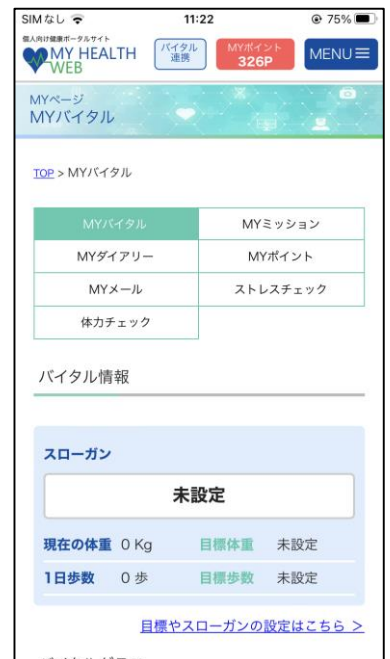 SIMなし 11:22 75%
個人向け健康ポータルサイト
MY HEALTH WEB
バイタル連携
MYポイント
326P
MENU
MYページ
MYバイタル
TOP > MYバイタル
MYバイタル MYミッション
MYダイアリー MYポイント
MYメール ストレスチェック
体力チェック
バイタル情報
スローガン
未設定
現在の体重 0 Kg 目標体重 未設定
1日歩数 0 歩 目標歩数 未設定
目標やスローガンの設定はこちら >